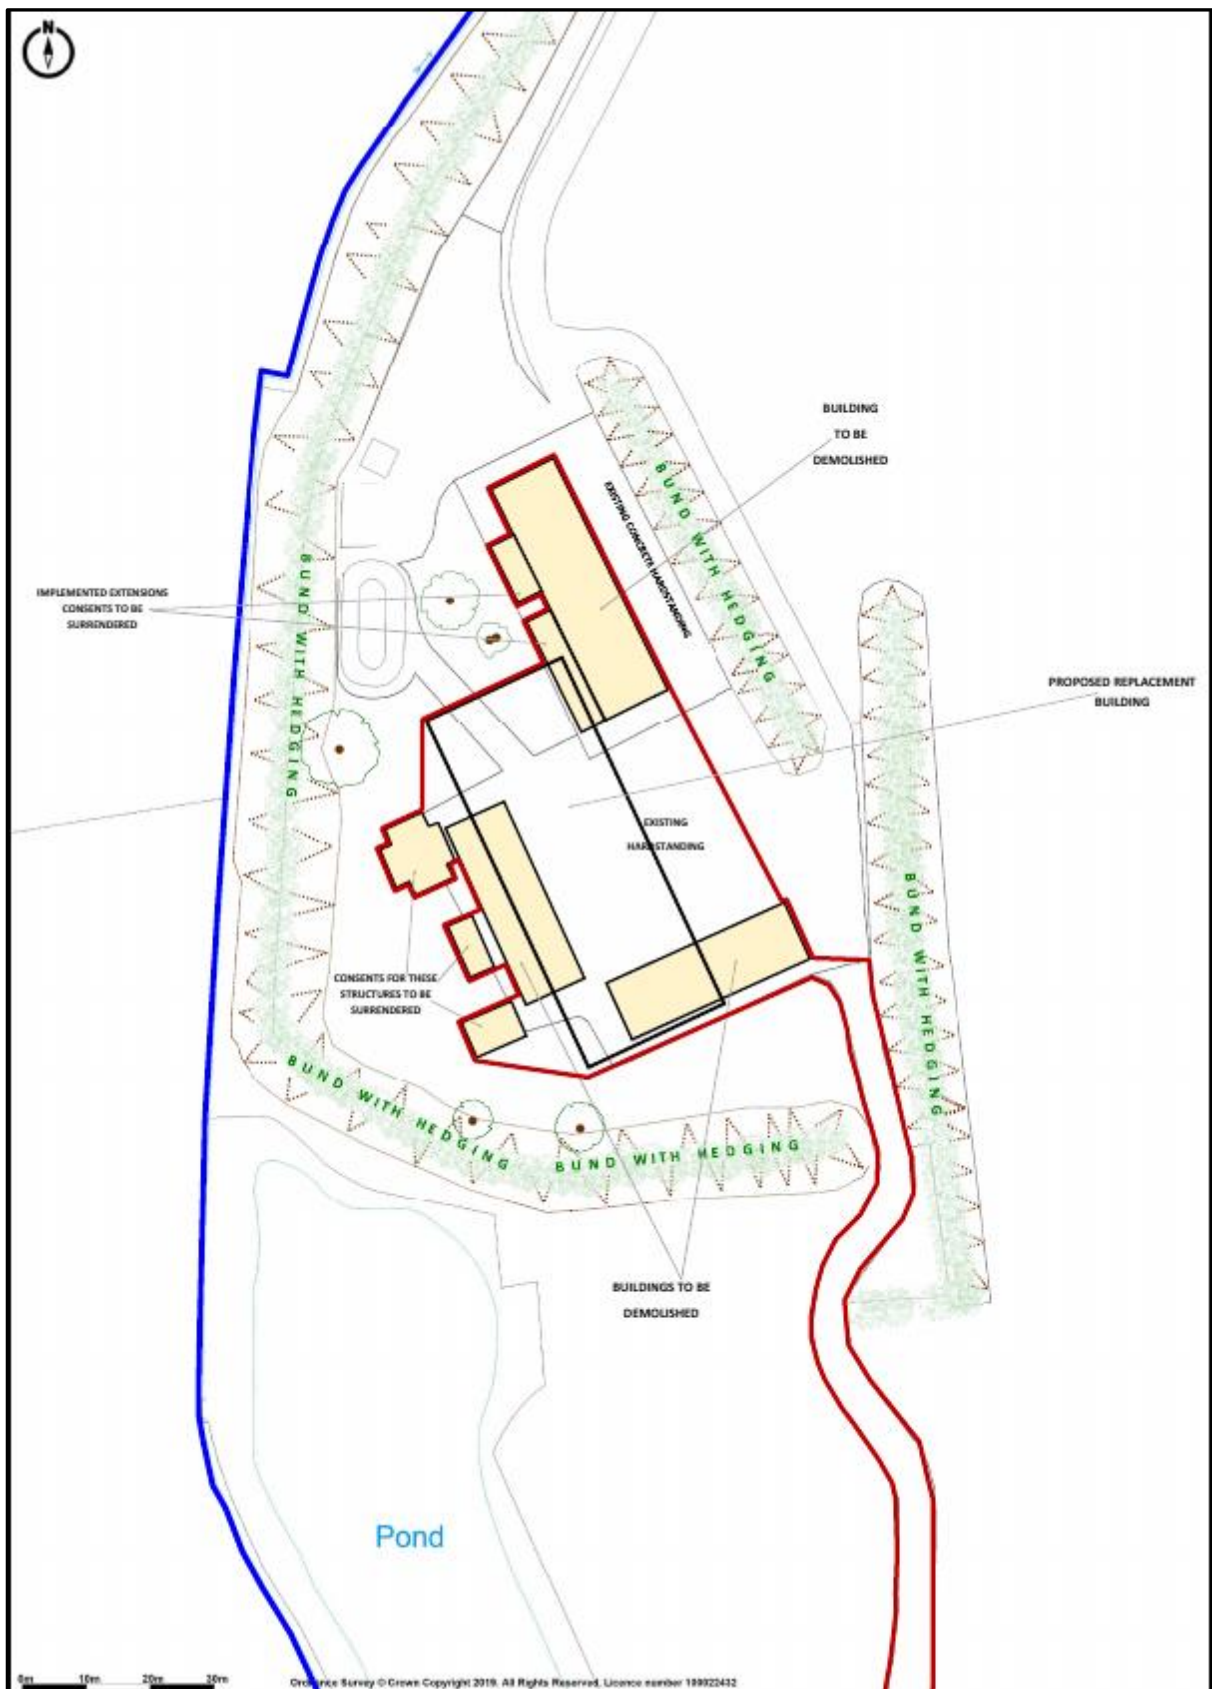 N
BUILDING
TO BE
DEMOLISHED
BUND WITH HEDGING
EXISTING CONCRETE HARDSTANDING
BUND WITH HEDGING
IMPLEMENTED EXTENSIONS
CONSENTS TO BE
SURRENDERED
PROPOSED REPLACEMENT
BUILDING
EXISTING
HARDSTANDING
BUND WITH HEDGING
CONSENTS FOR THESE
STRUCTURES TO BE
SURRENDERED
BUND WITH HEDGING
BUND WITH HEDGING
BUILDINGS TO BE
DEMOLISHED
Pond
0m 10m 20m 30m
Ordnance Survey © Crown Copyright 2019. All Rights Reserved. Licence number 100022432